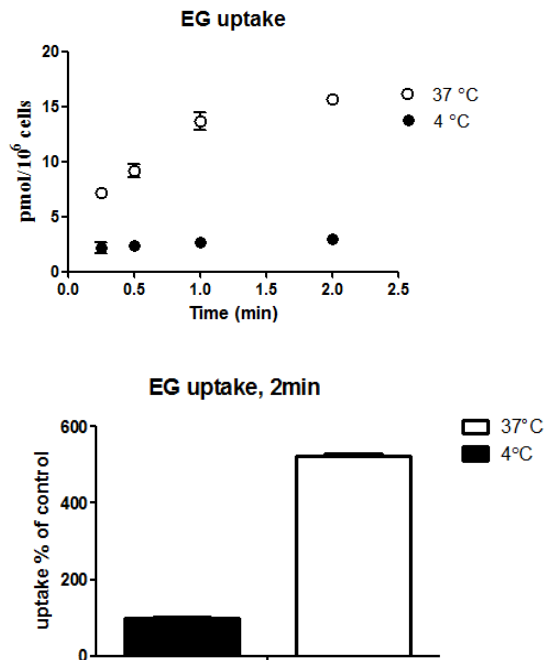 EG uptake
20
15
10
5
0
pmol/10⁶ cells
0.0 0.5 1.0 1.5 2.0 2.5
Time (min)
37 °C
4 °C
EG uptake, 2min
600
400
200
0
uptake % of control
37°C
4°C